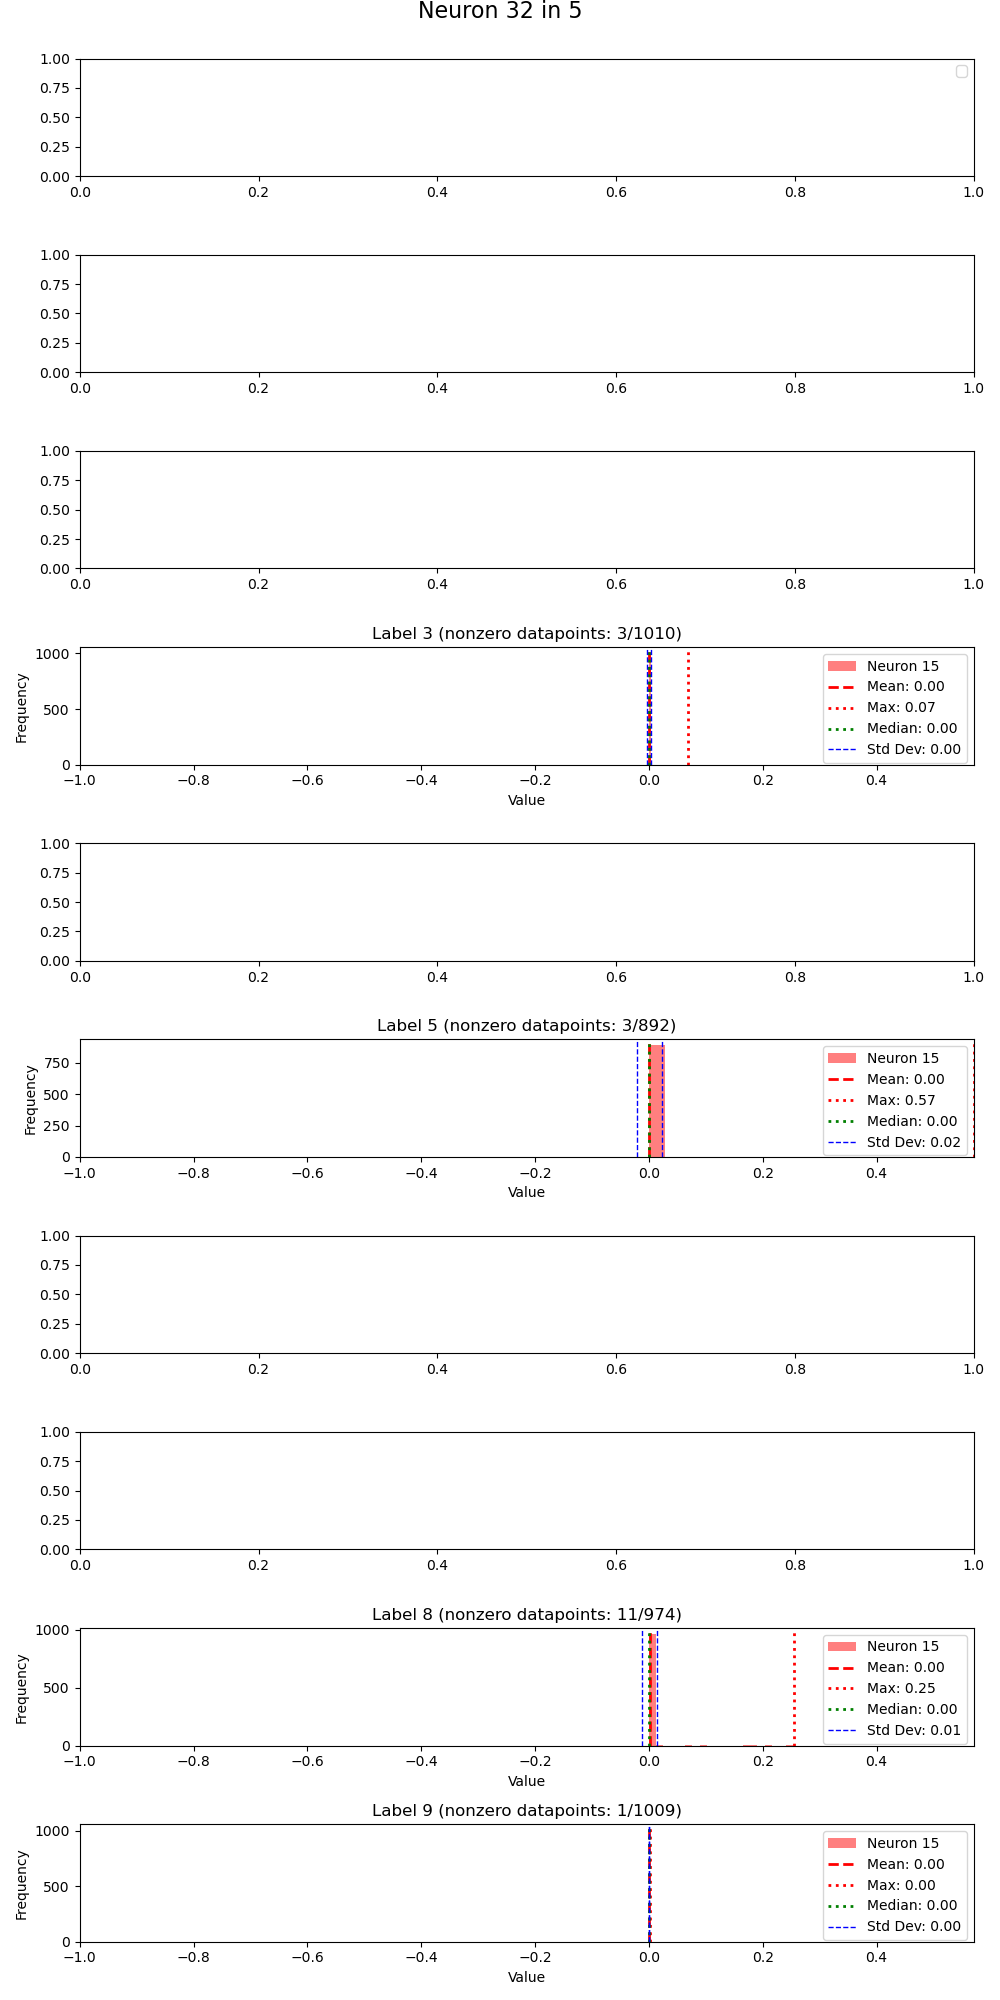 Neuron 32 in 5
1.00
0.75
0.50
0.25
0.00
0.0 0.2 0.4 0.6 0.8 1.0
1.00
0.75
0.50
0.25
0.00
0.0 0.2 0.4 0.6 0.8 1.0
1.00
0.75
0.50
0.25
0.00
0.0 0.2 0.4 0.6 0.8 1.0
Label 3 (nonzero datapoints: 3/1010)
Frequency
1000
500
0
Neuron 15
Mean: 0.00
Max: 0.07
Median: 0.00
Std Dev: 0.00
−1.0 −0.8 −0.6 −0.4 −0.2 0.0 0.2 0.4
Value
1.00
0.75
0.50
0.25
0.00
0.0 0.2 0.4 0.6 0.8 1.0
Label 5 (nonzero datapoints: 3/892)
Frequency
750
500
250
0
Neuron 15
Mean: 0.00
Max: 0.57
Median: 0.00
Std Dev: 0.02
−1.0 −0.8 −0.6 −0.4 −0.2 0.0 0.2 0.4
Value
1.00
0.75
0.50
0.25
0.00
0.0 0.2 0.4 0.6 0.8 1.0
1.00
0.75
0.50
0.25
0.00
0.0 0.2 0.4 0.6 0.8 1.0
Label 8 (nonzero datapoints: 11/974)
Frequency
1000
500
0
Neuron 15
Mean: 0.00
Max: 0.25
Median: 0.00
Std Dev: 0.01
−1.0 −0.8 −0.6 −0.4 −0.2 0.0 0.2 0.4
Value
Label 9 (nonzero datapoints: 1/1009)
Frequency
1000
500
0
Neuron 15
Mean: 0.00
Max: 0.00
Median: 0.00
Std Dev: 0.00
−1.0 −0.8 −0.6 −0.4 −0.2 0.0 0.2 0.4
Value